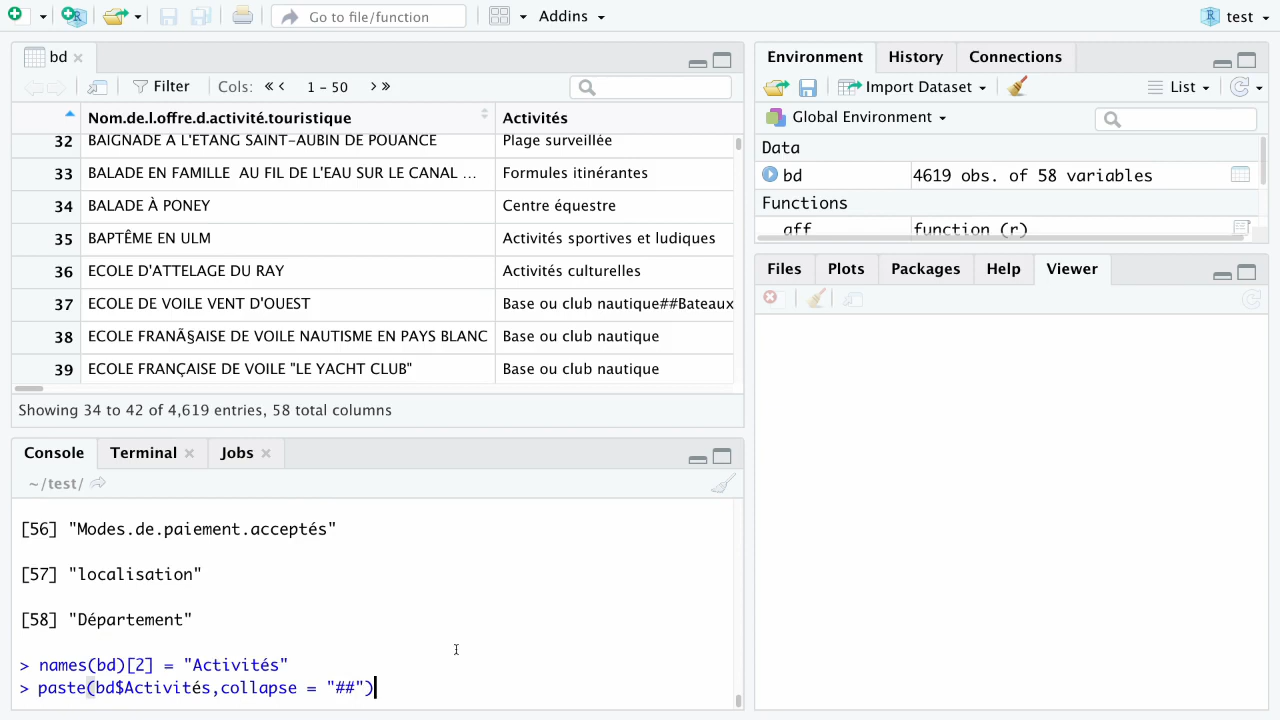 Go to file/function
Addins
test
bd
Filter
Cols:
1 - 50
Nom.de.l.offre.d.activité.touristique
Activités
32 BAIGNADE A L'ETANG SAINT-AUBIN DE POUANCE Plage surveillée
33 BALADE EN FAMILLE AU FIL DE L'EAU SUR LE CANAL ... Formules itinérantes
34 BALADE À PONEY Centre équestre
35 BAPTÊME EN ULM Activités sportives et ludiques
36 ECOLE D'ATTELAGE DU RAY Activités culturelles
37 ECOLE DE VOILE VENT D'OUEST Base ou club nautique##Bateaux
38 ECOLE FRANÃ§AISE DE VOILE NAUTISME EN PAYS BLANC Base ou club nautique
39 ECOLE FRANÇAISE DE VOILE "LE YACHT CLUB" Base ou club nautique
Showing 34 to 42 of 4,619 entries, 58 total columns
Console Terminal Jobs
~/test/
[56] "Modes.de.paiement.acceptés"
[57] "localisation"
[58] "Département"
> names(bd)[2] = "Activités"
> paste(bd$Activités,collapse = "##")
Environment History Connections
Import Dataset
List
Global Environment
Data
bd 4619 obs. of 58 variables
Functions
aff function (r)
Files Plots Packages Help Viewer